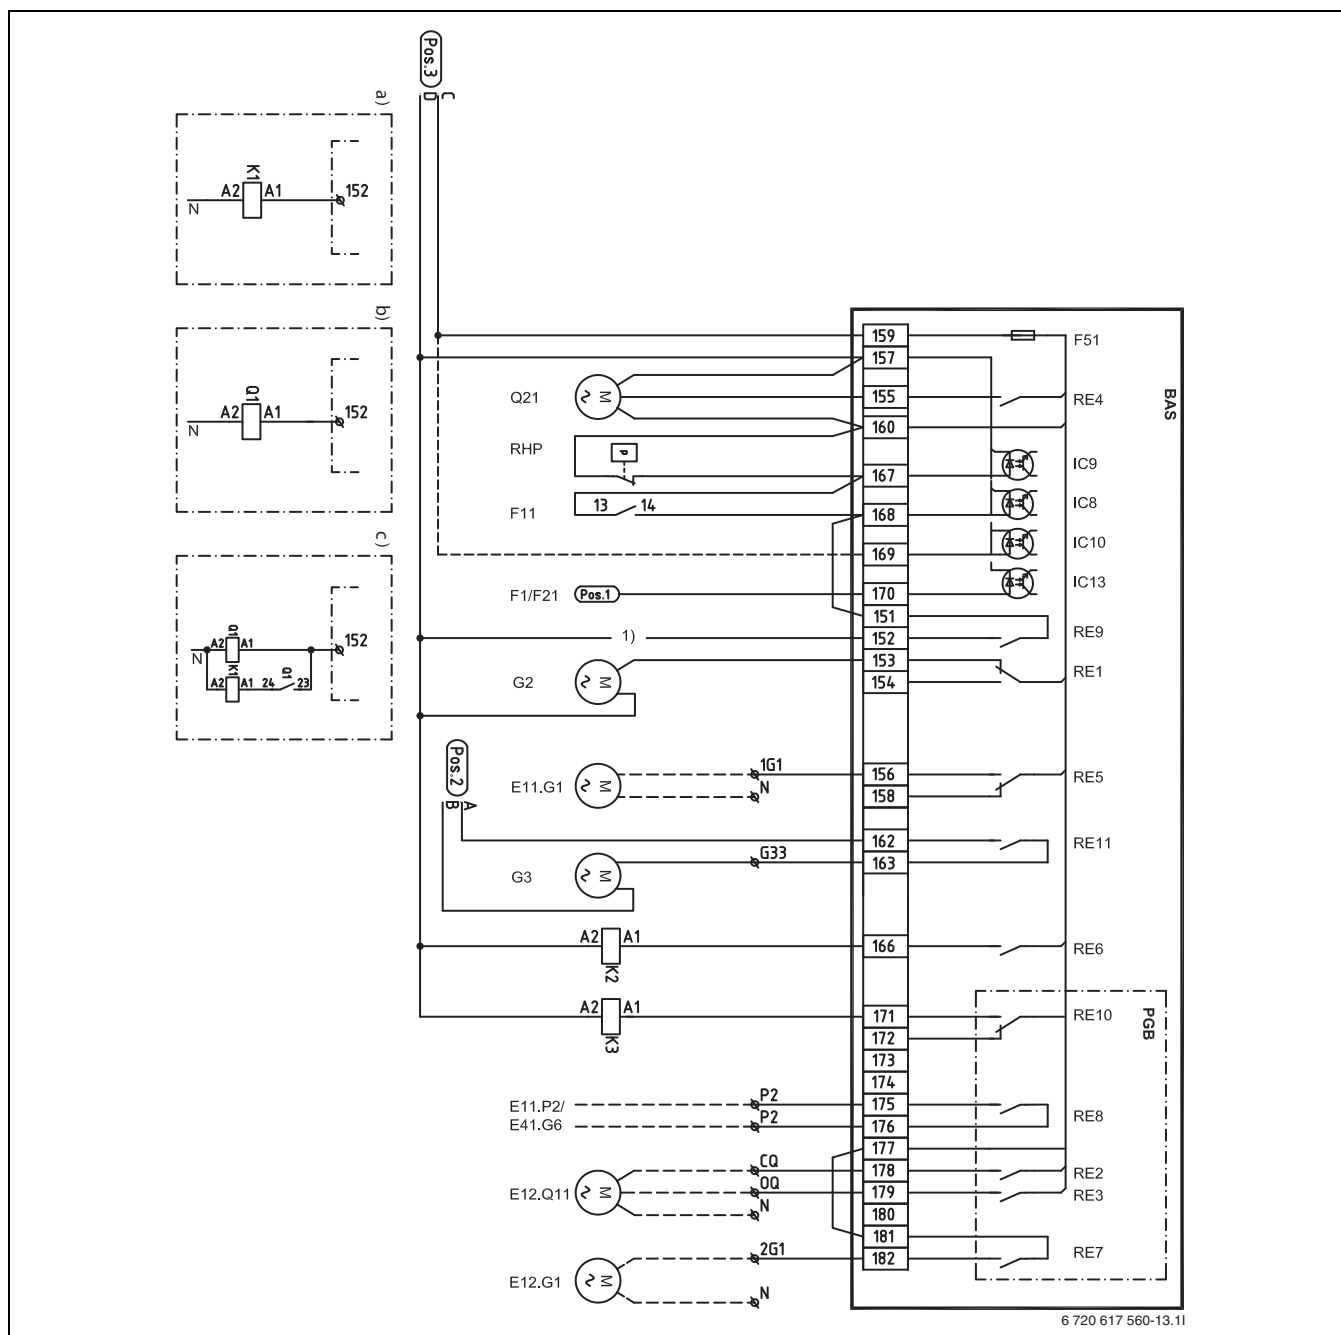 Pos.3
D C
a)
K1
A2 A1 152
N
b)
Q1
A2 A1 152
N
c)
Q1
A2 A1 152
N
K1 Q1
A2 A1 24 23
BAS
159 F51
157
Q21 M 155 RE4
160
RHP P IC9
167
F11 13 14 168 IC8
169 IC10
F1/F21 Pos.1 170 IC13
151
1) 152 RE9
153
G2 M 154 RE1
Pos.2
B A
E11.G1 M 1G1 156 RE5
N 158
162 RE11
G3 M G33 163
A2 A1 166 RE6
K2
PGB
A2 A1 171 RE10
K3
172
173
174
E11.P2/ P2 175 RE8
E41.G6 P2 176
177
CQ 178 RE2
E12.Q11 M OQ 179 RE3
N 180
181
2G1 182 RE7
E12.G1 M
N
6 720 617 560-13.1I